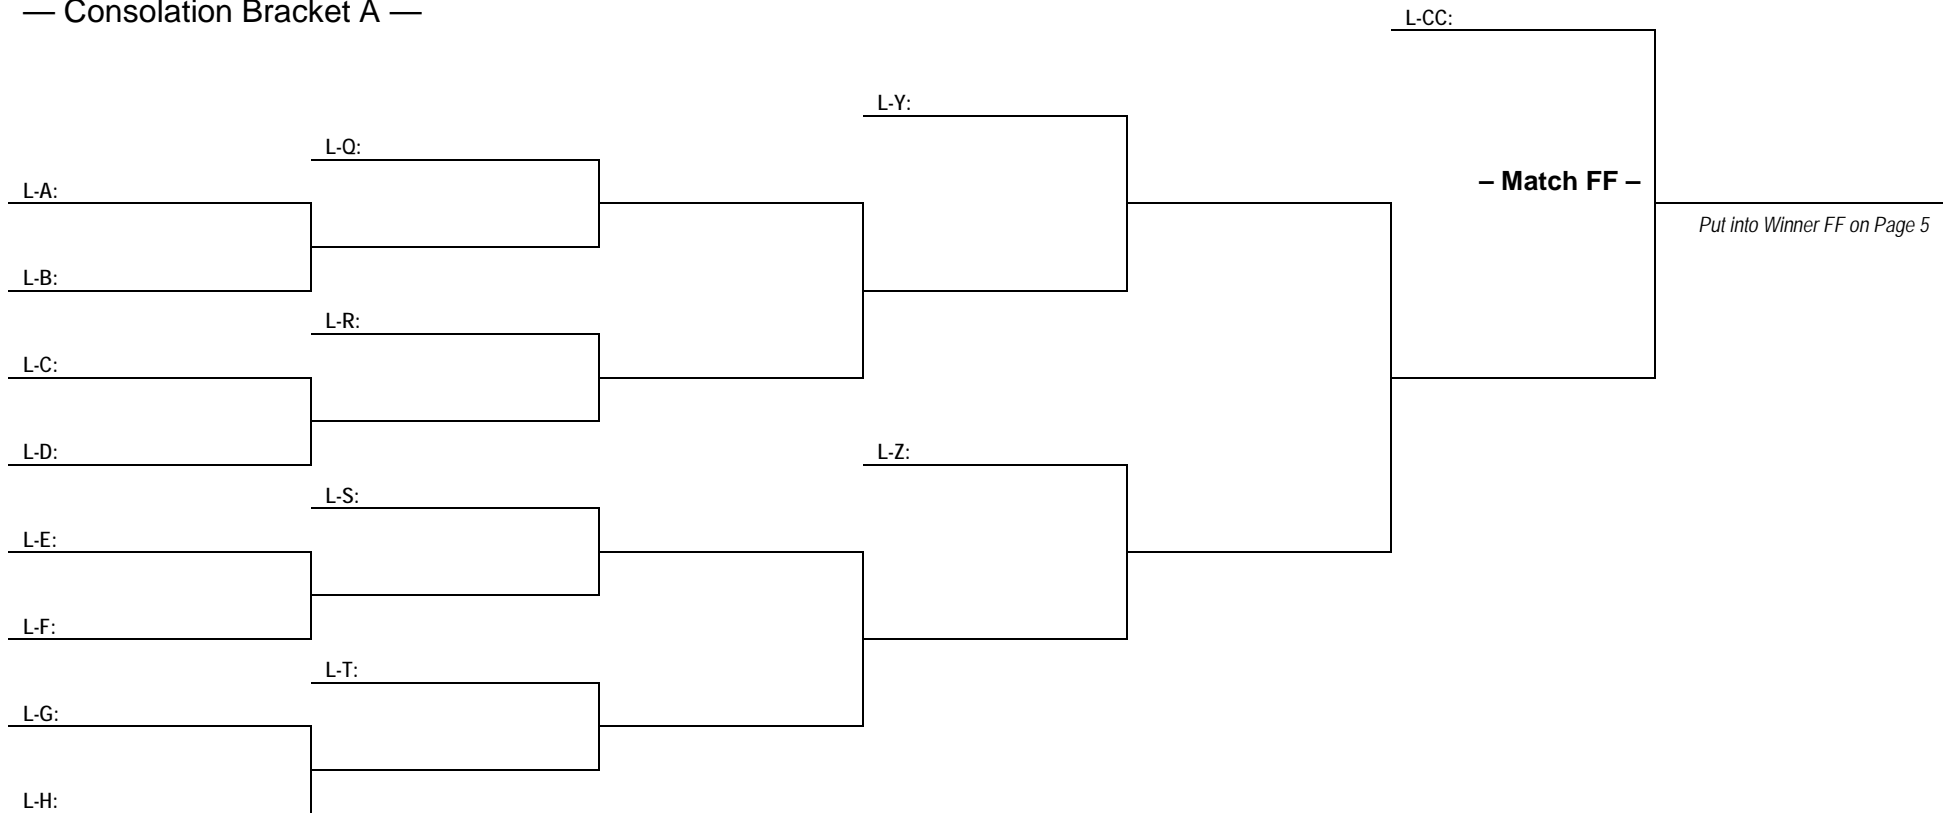 — Consolation Bracket A —
L-CC:
L-Y:
L-Q:
– Match FF –
L-A:
Put into Winner FF on Page 5
L-B:
L-R:
L-C:
L-D:
L-Z:
L-S:
L-E:
L-F:
L-T:
L-G:
L-H: